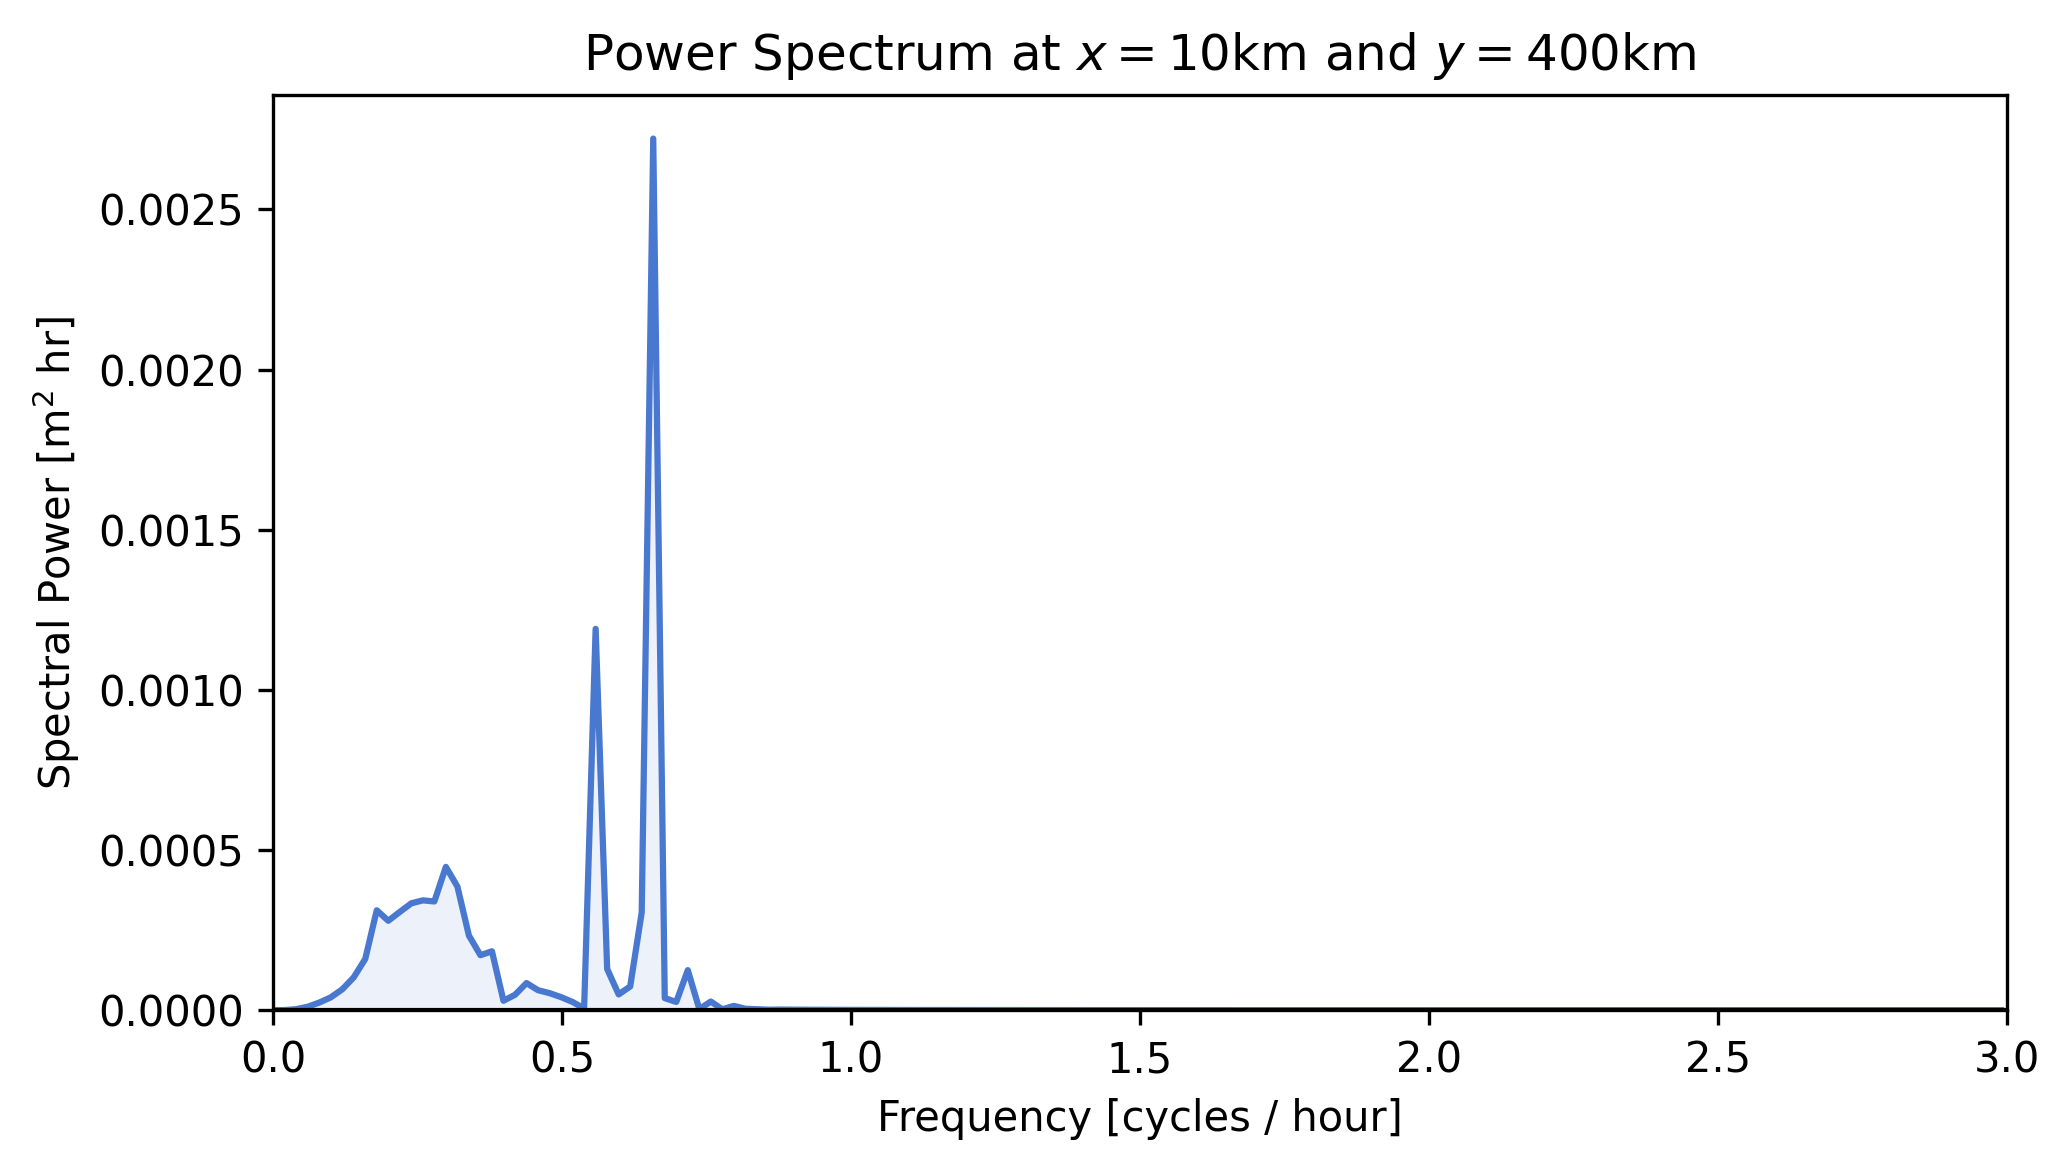 Power Spectrum at x = 10km and y = 400km
Spectral Power [m² hr]
0.0025
0.0020
0.0015
0.0010
0.0005
0.0000
0.0 0.5 1.0 1.5 2.0 2.5 3.0
Frequency [cycles / hour]